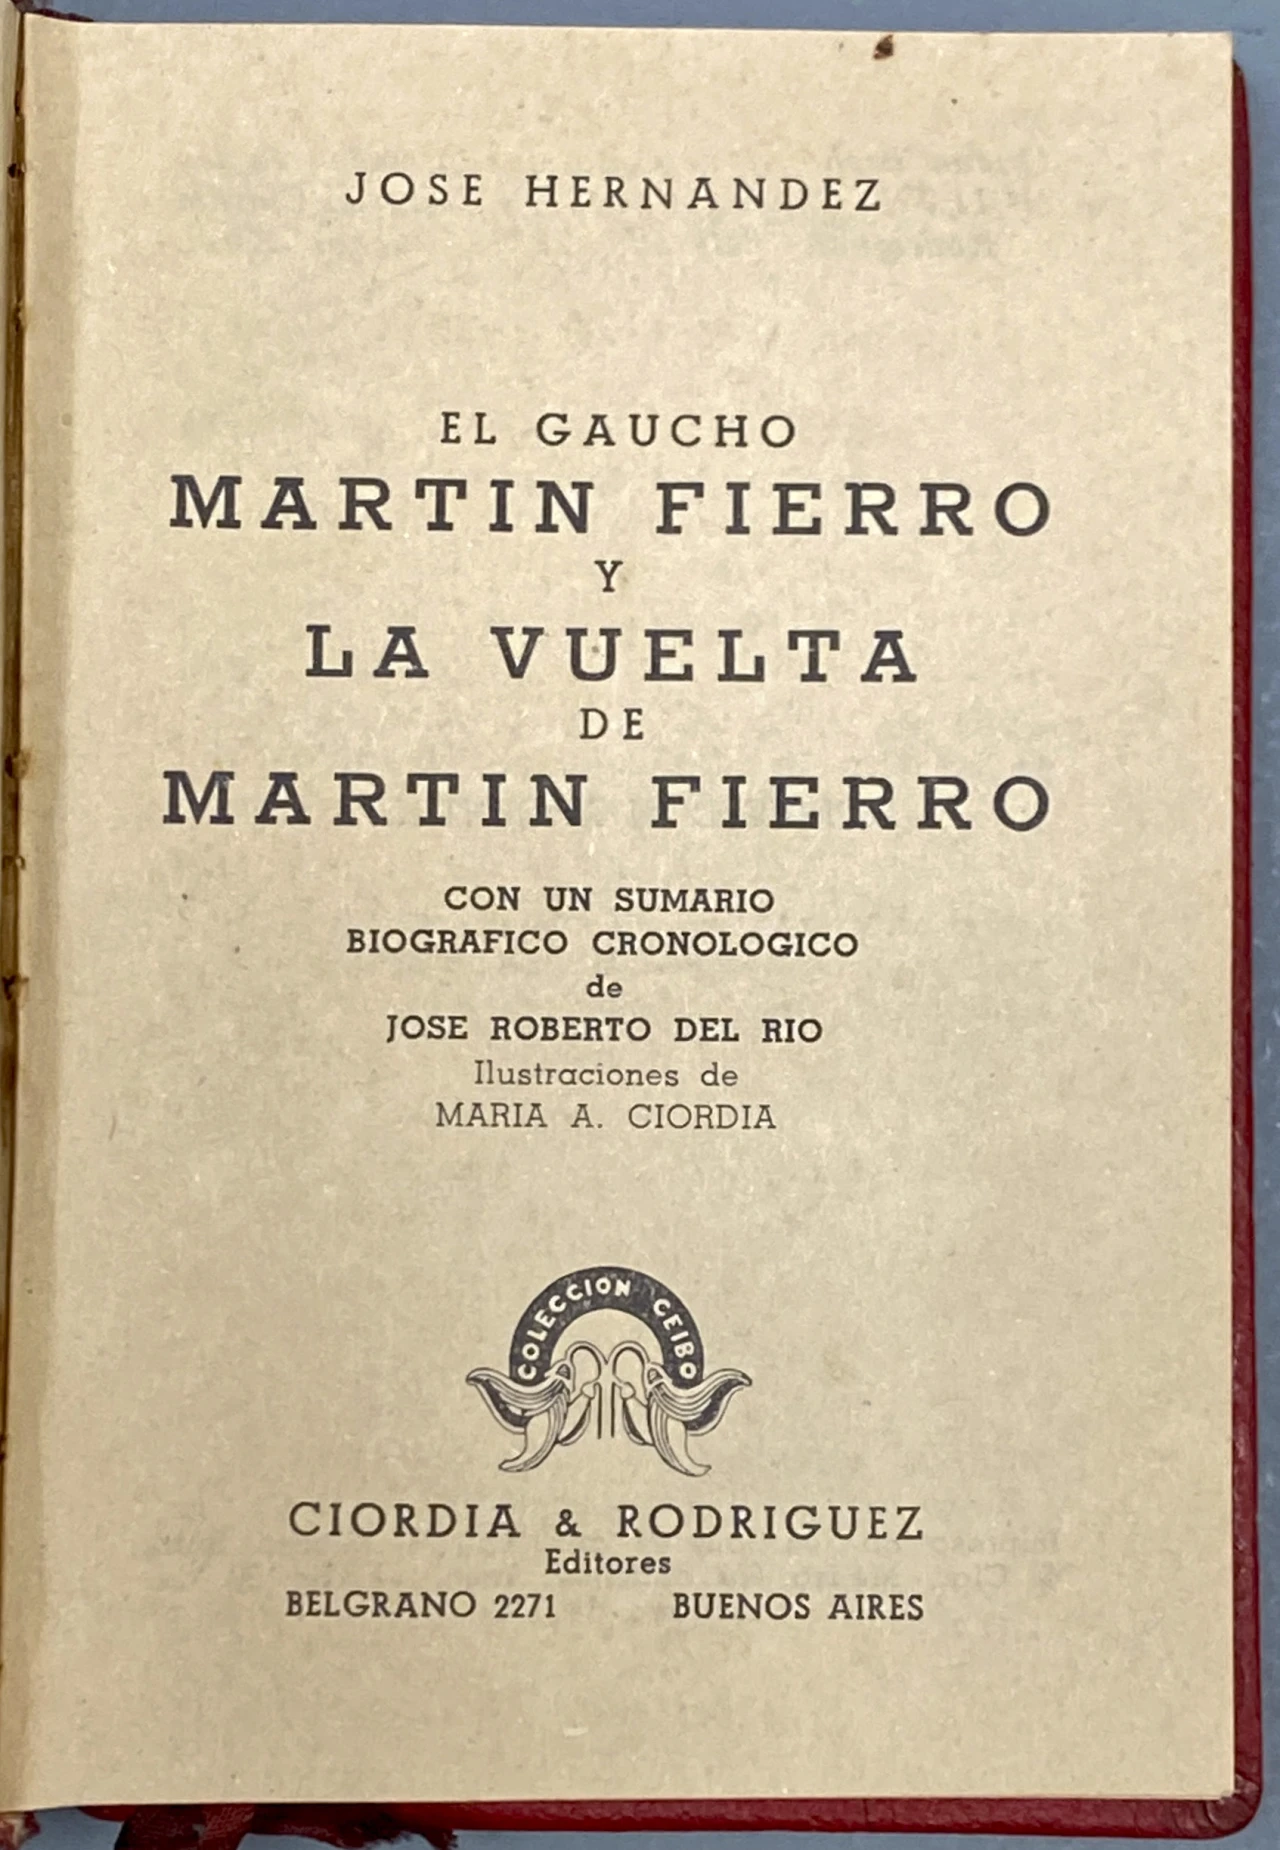 JOSE HERNANDEZ
EL GAUCHO
MARTIN FIERRO
Y
LA VUELTA
DE
MARTIN FIERRO
CON UN SUMARIO
BIOGRAFICO CRONOLOGICO
de
JOSE ROBERTO DEL RIO
Ilustraciones de
MARIA A. CIORDIA
COLECCION CEIBO
CIORDIA & RODRIGUEZ
Editores
BELGRANO 2271 BUENOS AIRES